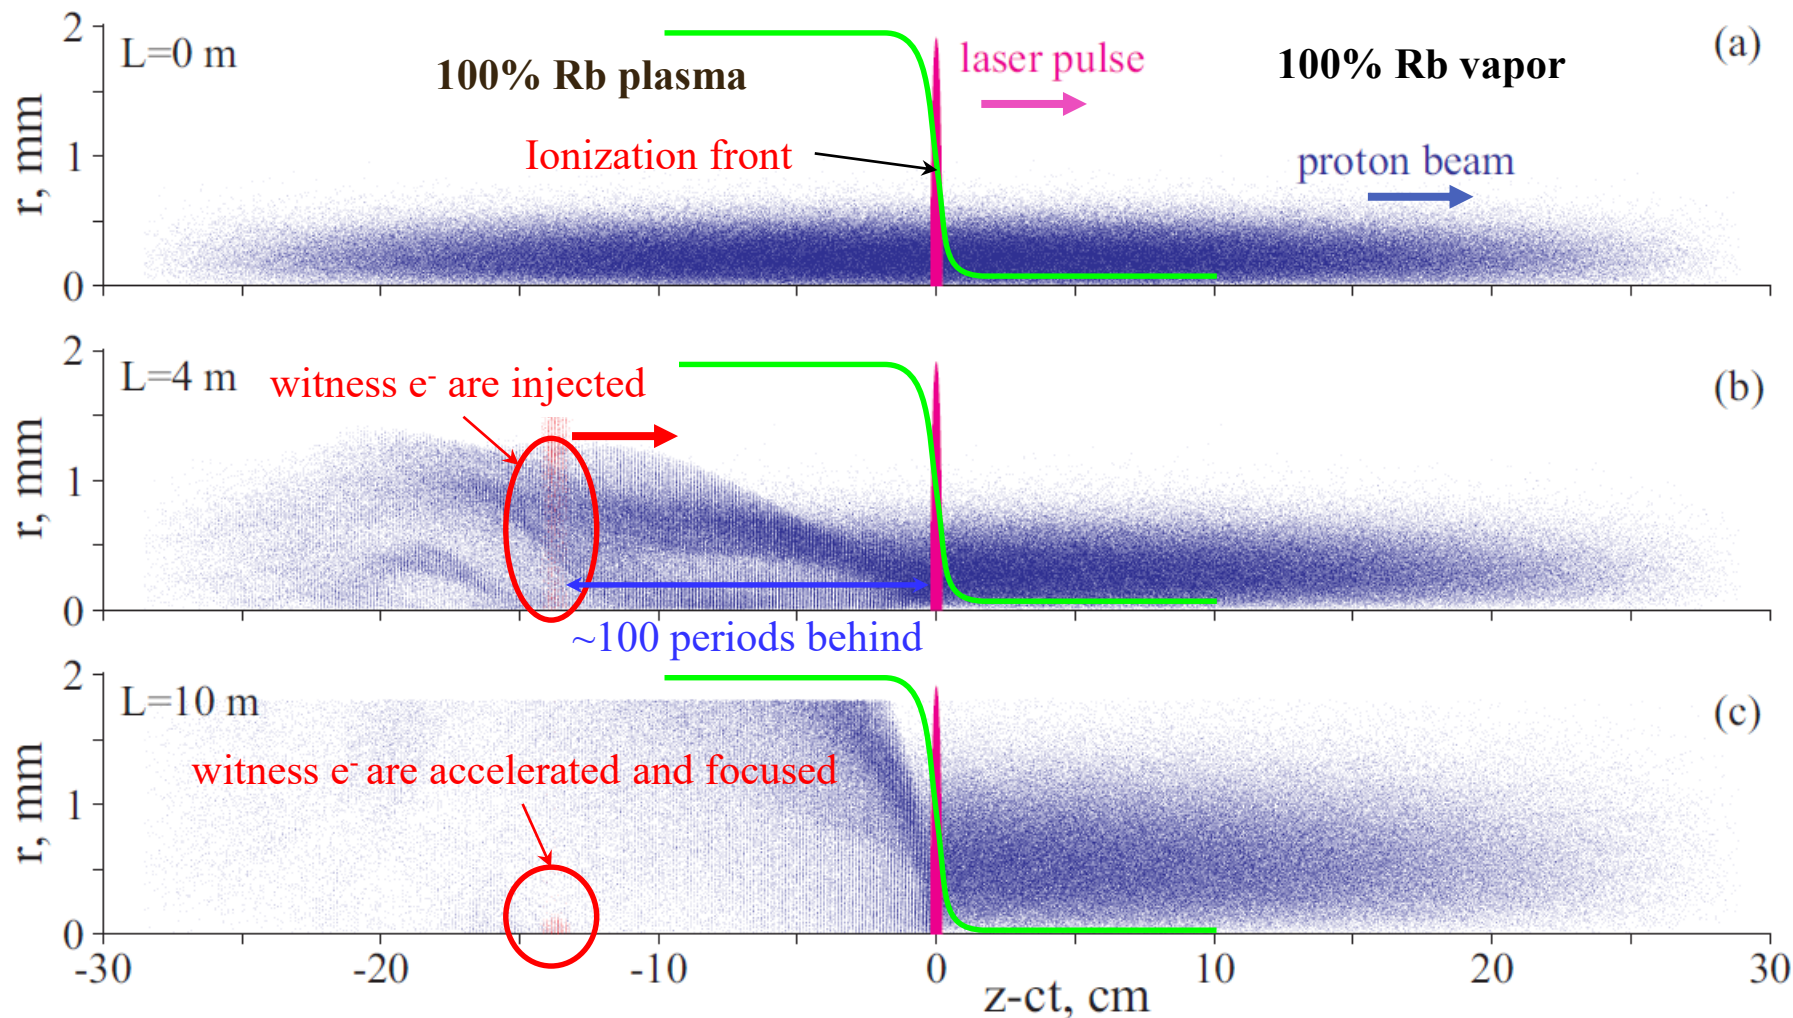 2
L=0 m
100% Rb plasma
laser pulse
100% Rb vapor
(a)
Ionization front
1
proton beam
r, mm
0
2
L=4 m
witness e- are injected
(b)
1
r, mm
0
~100 periods behind
2
L=10 m
(c)
witness e- are accelerated and focused
1
r, mm
0
-30 -20 -10 0 10 20 30
z-ct, cm